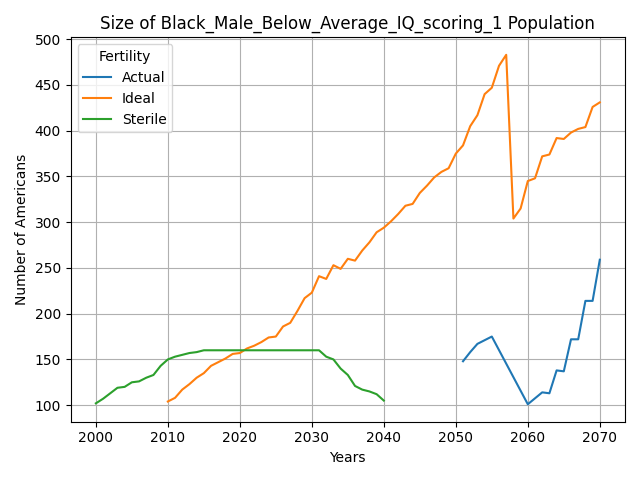 Size of Black_Male_Below_Average_IQ_scoring_1 Population
Number of Americans
500
450
400
350
300
250
200
150
100
Fertility
Actual
Ideal
Sterile
2000 2010 2020 2030 2040 2050 2060 2070
Years